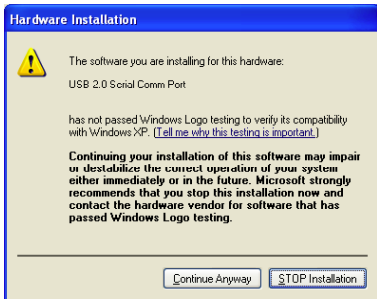 Hardware Installation
The software you are installing for this hardware:
USB 2.0 Serial Comm Port
has not passed Windows Logo testing to verify its compatibility
with Windows XP. (Tell me why this testing is important.)
Continuing your installation of this software may impair
or destabilize the correct operation of your system
either immediately or in the future. Microsoft strongly
recommends that you stop this installation now and
contact the hardware vendor for software that has
passed Windows Logo testing.
Continue Anyway
STOP Installation